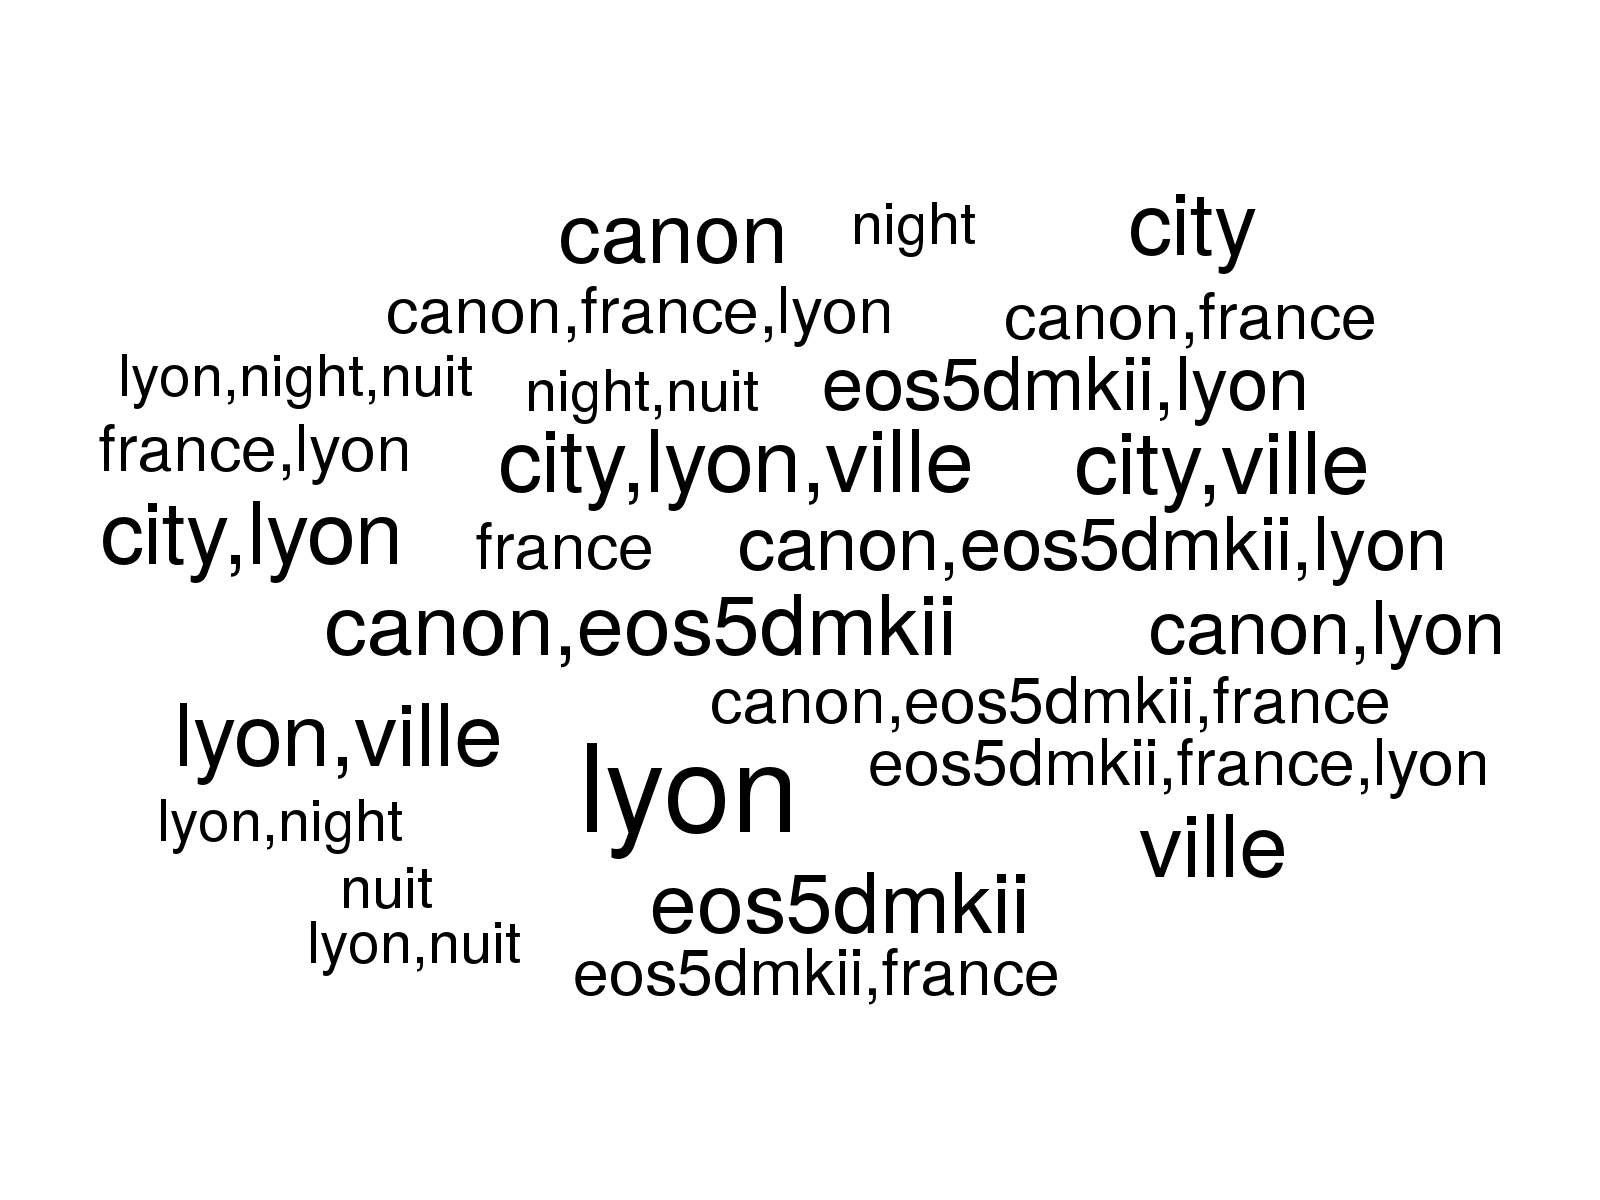 canon night city
canon,france,lyon canon,france
lyon,night,nuit night,nuit eos5dmkii,lyon
france,lyon city,lyon,ville city,ville
city,lyon france canon,eos5dmkii,lyon
canon,eos5dmkii canon,lyon
canon,eos5dmkii,france
lyon,ville lyon eos5dmkii,france,lyon
lyon,night ville
nuit eos5dmkii
lyon,nuit eos5dmkii,france